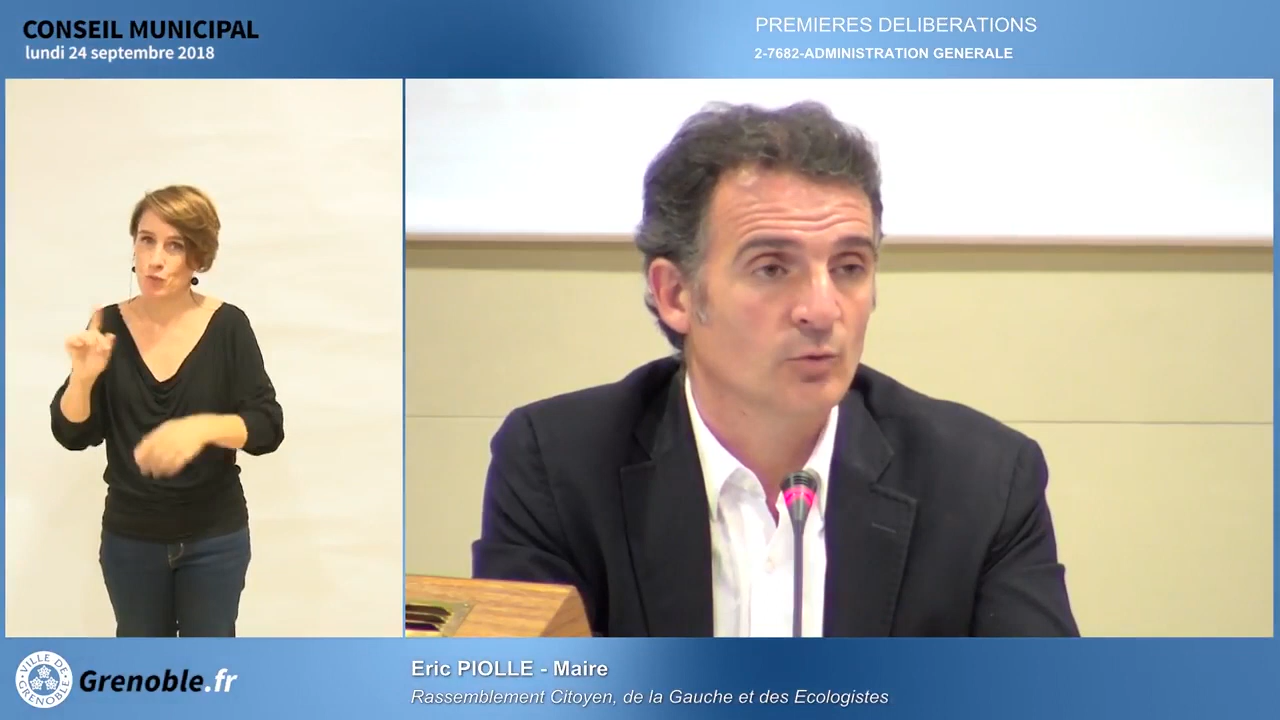 CONSEIL MUNICIPAL
lundi 24 septembre 2018
PREMIERES DELIBERATIONS
2-7682-ADMINISTRATION GENERALE
VILLE DE GRENOBLE
Grenoble.fr
Eric PIOLLE - Maire
Rassemblement Citoyen, de la Gauche et des Ecologistes